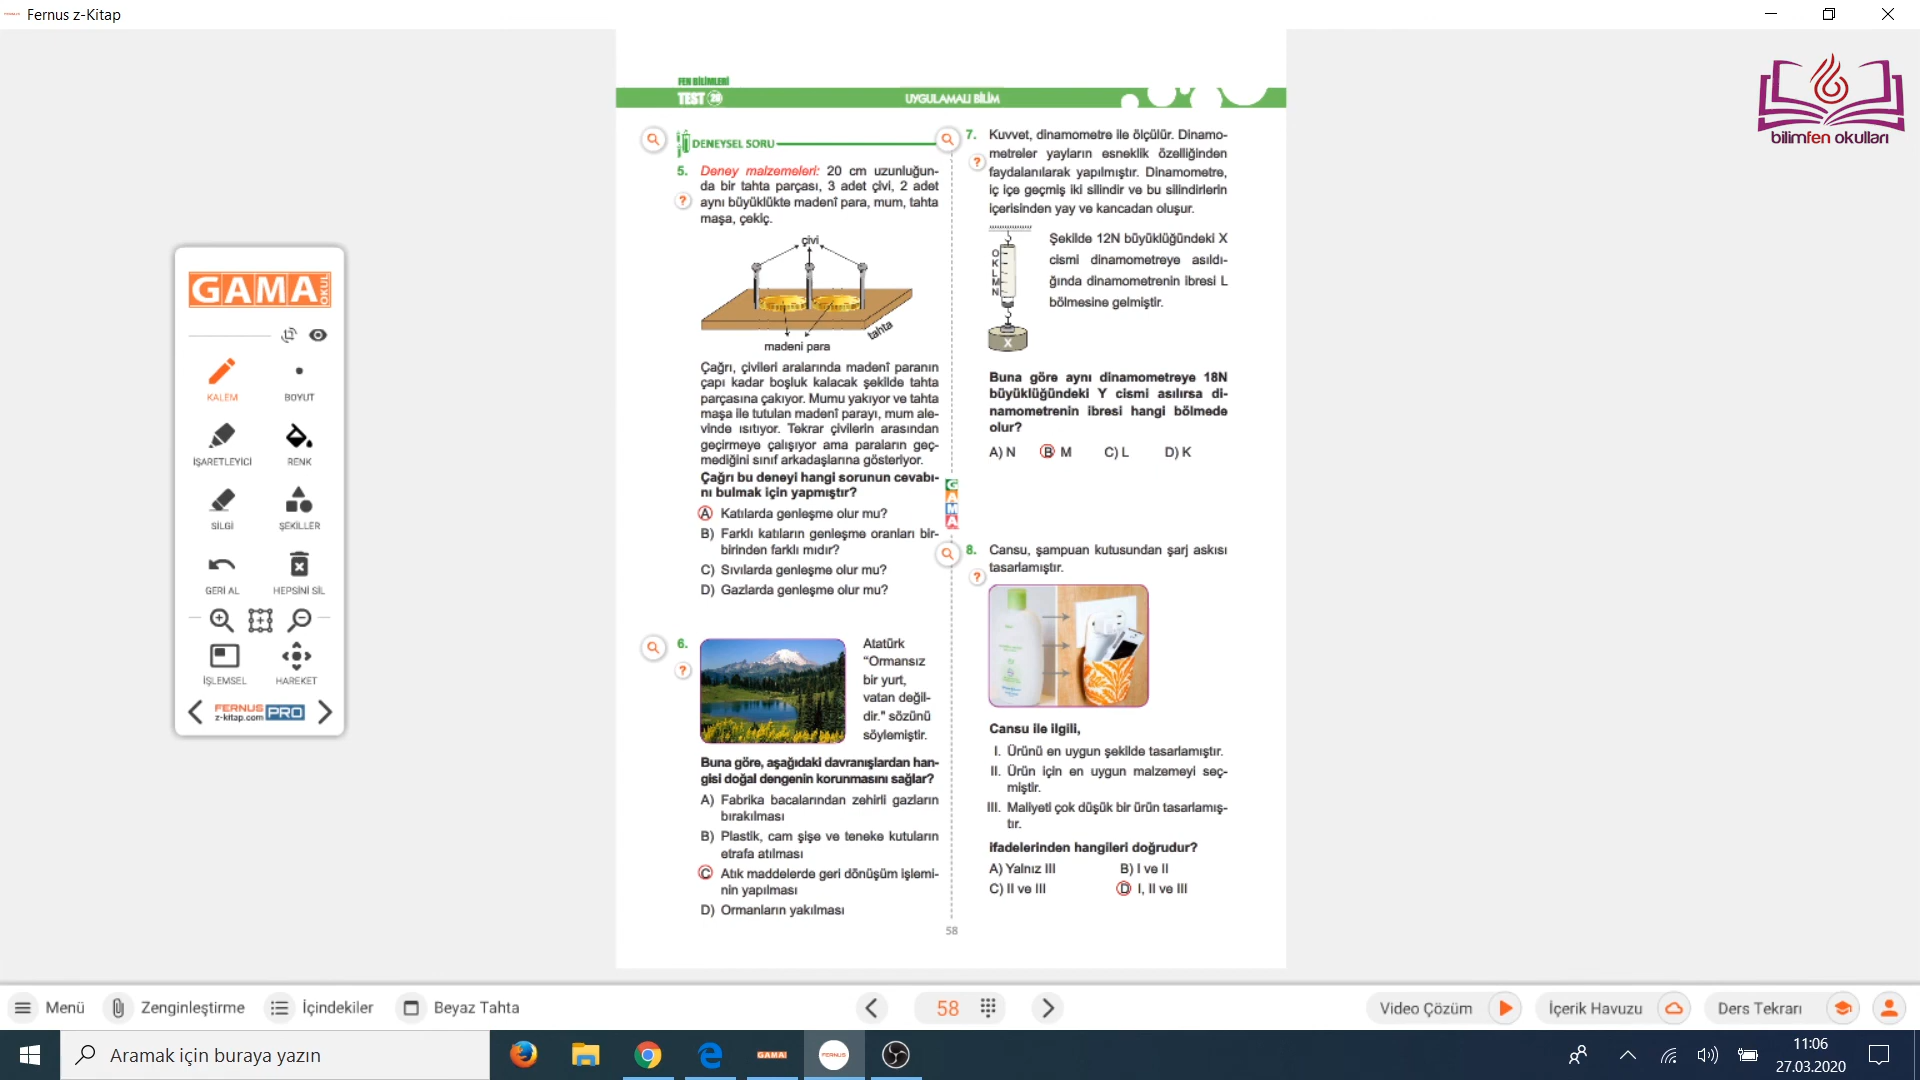 Fernus z-Kitap
bilimfen okulları
FEN BİLİMLERİ
TEST 28
UYGULAMALI BİLİM
DENEYSEL SORU
5. Deney malzemeleri: 20 cm uzunluğun-
da bir tahta parçası, 3 adet çivi, 2 adet
aynı büyüklükte madenî para, mum, tahta
maşa, çekiç.
çivi
tahta
madeni para
Çağrı, çivileri aralarında madenî paranın
çapı kadar boşluk kalacak şekilde tahta
parçasına çakıyor. Mumu yakıyor ve tahta
maşa ile tutulan madenî parayı, mum ale-
vinde ısıtıyor. Tekrar çivilerin arasından
geçirmeye çalışıyor ama paraların geç-
mediğini sınıf arkadaşlarına gösteriyor.
Çağrı bu deneyi hangi sorunun cevabı-
nı bulmak için yapmıştır?
A) Katılarda genleşme olur mu?
B) Farklı katıların genleşme oranları bir-
birinden farklı mıdır?
C) Sıvılarda genleşme olur mu?
D) Gazlarda genleşme olur mu?
6. Atatürk
"Ormansız
bir yurt,
vatan değil-
dir." sözünü
söylemiştir.
Buna göre, aşağıdaki davranışlardan han-
gisi doğal dengenin korunmasını sağlar?
A) Fabrika bacalarından zehirli gazların
bırakılması
B) Plastik, cam şişe ve teneke kutuların
etrafa atılması
C) Atık maddelerde geri dönüşüm işlemi-
nin yapılması
D) Ormanların yakılması
GAMA
7. Kuvvet, dinamometre ile ölçülür. Dinamo-
metreler yayların esneklik özelliğinden
faydalanılarak yapılmıştır. Dinamometre,
iç içe geçmiş iki silindir ve bu silindirlerin
içerisinden yay ve kancadan oluşur.
O
K
L
M
N
X
Şekilde 12N büyüklüğündeki X
cismi dinamometreye asıldı-
ğında dinamometrenin ibresi L
bölmesine gelmiştir.
Buna göre aynı dinamometreye 18N
büyüklüğündeki Y cismi asılırsa di-
namometrenin ibresi hangi bölmede
olur?
A) N B) M C) L D) K
8. Cansu, şampuan kutusundan şarj askısı
tasarlamıştır.
Cansu ile ilgili,
I. Ürünü en uygun şekilde tasarlamıştır.
II. Ürün için en uygun malzemeyi seç-
miştir.
III. Maliyeti çok düşük bir ürün tasarlamış-
tır.
ifadelerinden hangileri doğrudur?
A) Yalnız III B) I ve II
C) II ve III D) I, II ve III
58
GAMA OKUL
KALEM BOYUT
İŞARETLEYİCİ RENK
SİLGİ ŞEKİLLER
GERİ AL HEPSİNİ SİL
İŞLEMSEL HAREKET
FERNUS
z-kitap.com PRO
Menü Zenginleştirme İçindekiler Beyaz Tahta 58 Video Çözüm İçerik Havuzu Ders Tekrarı
Aramak için buraya yazın
GAMA
FERNUS
11:06
27.03.2020